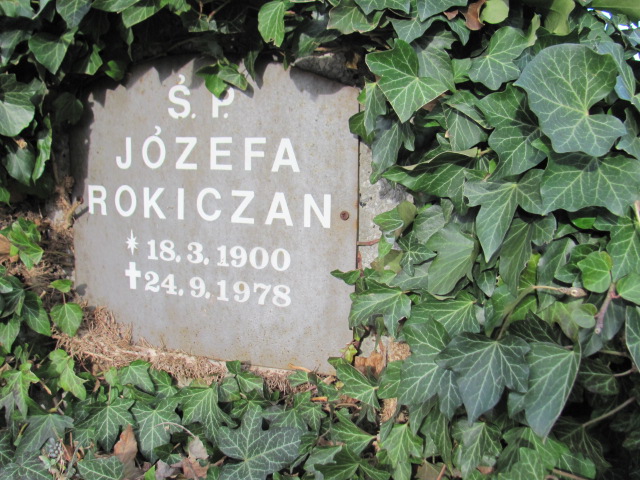 Ś. P.
JÓZEFA
ROKICZAN
* 18. 3. 1900
✝ 24. 9. 1978